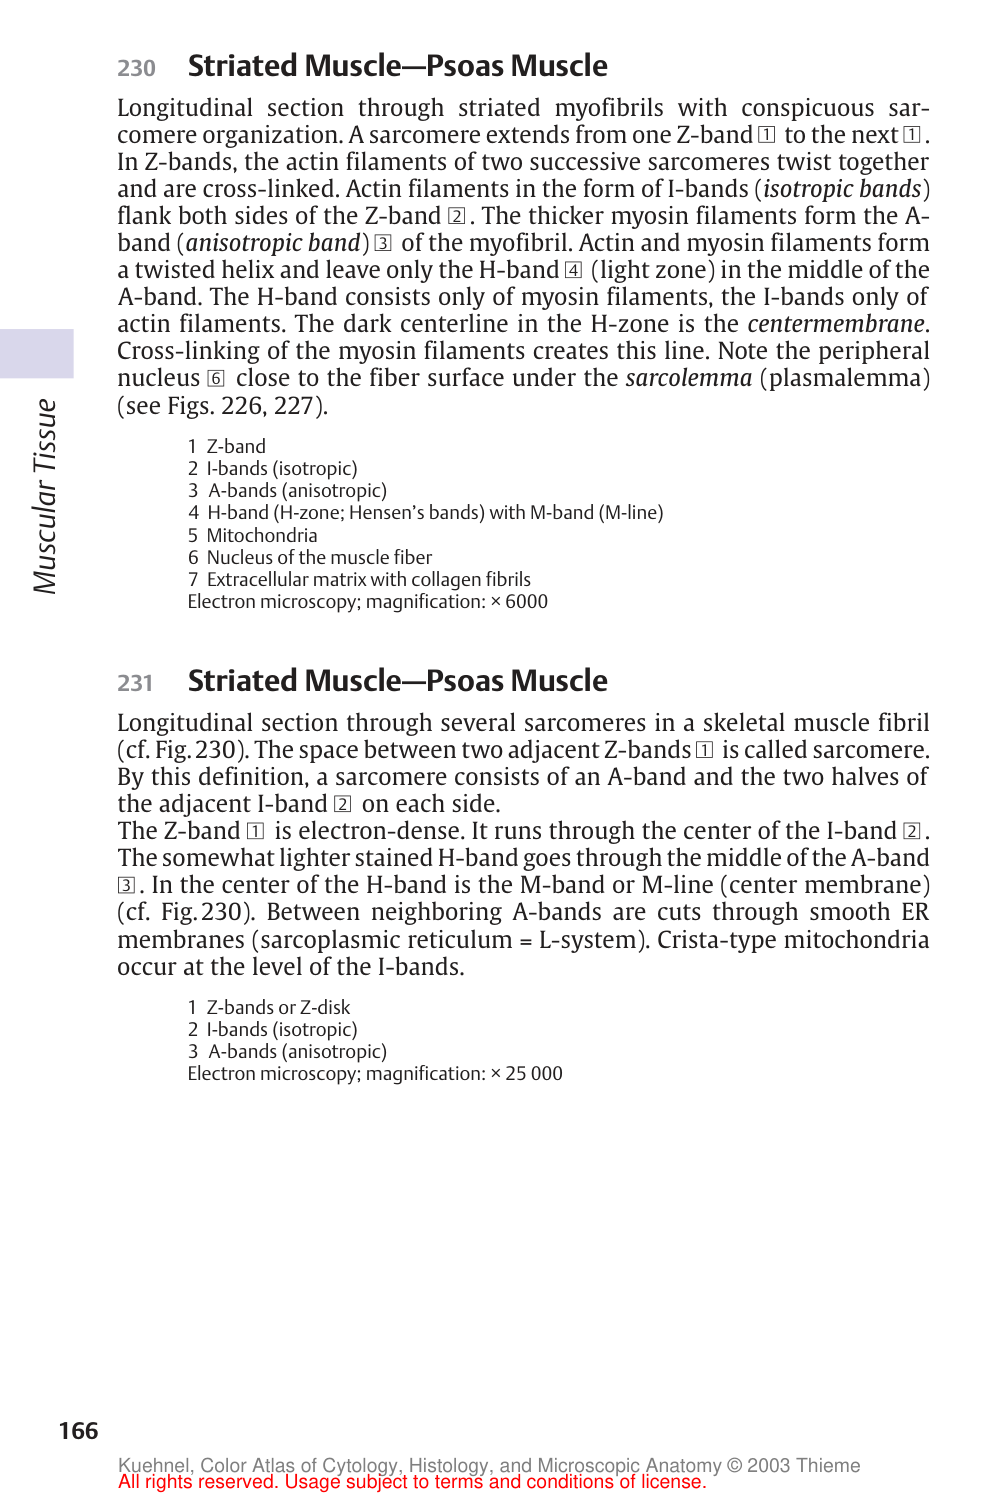 230 Striated Muscle—Psoas Muscle
Longitudinal section through striated myofibrils with conspicuous sar-
comere organization. A sarcomere extends from one Z-band 1 to the next 1.
In Z-bands, the actin filaments of two successive sarcomeres twist together
and are cross-linked. Actin filaments in the form of I-bands (isotropic bands)
flank both sides of the Z-band 2. The thicker myosin filaments form the A-
band (anisotropic band) 3 of the myofibril. Actin and myosin filaments form
a twisted helix and leave only the H-band 4 (light zone) in the middle of the
A-band. The H-band consists only of myosin filaments, the I-bands only of
actin filaments. The dark centerline in the H-zone is the centermembrane.
Cross-linking of the myosin filaments creates this line. Note the peripheral
nucleus 6 close to the fiber surface under the sarcolemma (plasmalemma)
(see Figs. 226, 227).
1 Z-band
2 I-bands (isotropic)
3 A-bands (anisotropic)
4 H-band (H-zone; Hensen's bands) with M-band (M-line)
5 Mitochondria
6 Nucleus of the muscle fiber
7 Extracellular matrix with collagen fibrils
Electron microscopy; magnification: × 6000
Muscular Tissue
231 Striated Muscle—Psoas Muscle
Longitudinal section through several sarcomeres in a skeletal muscle fibril
(cf. Fig. 230). The space between two adjacent Z-bands 1 is called sarcomere.
By this definition, a sarcomere consists of an A-band and the two halves of
the adjacent I-band 2 on each side.
The Z-band 1 is electron-dense. It runs through the center of the I-band 2.
The somewhat lighter stained H-band goes through the middle of the A-band
3. In the center of the H-band is the M-band or M-line (center membrane)
(cf. Fig. 230). Between neighboring A-bands are cuts through smooth ER
membranes (sarcoplasmic reticulum = L-system). Crista-type mitochondria
occur at the level of the I-bands.
1 Z-bands or Z-disk
2 I-bands (isotropic)
3 A-bands (anisotropic)
Electron microscopy; magnification: × 25 000
166
Kuehnel, Color Atlas of Cytology, Histology, and Microscopic Anatomy © 2003 Thieme
All rights reserved. Usage subject to terms and conditions of license.